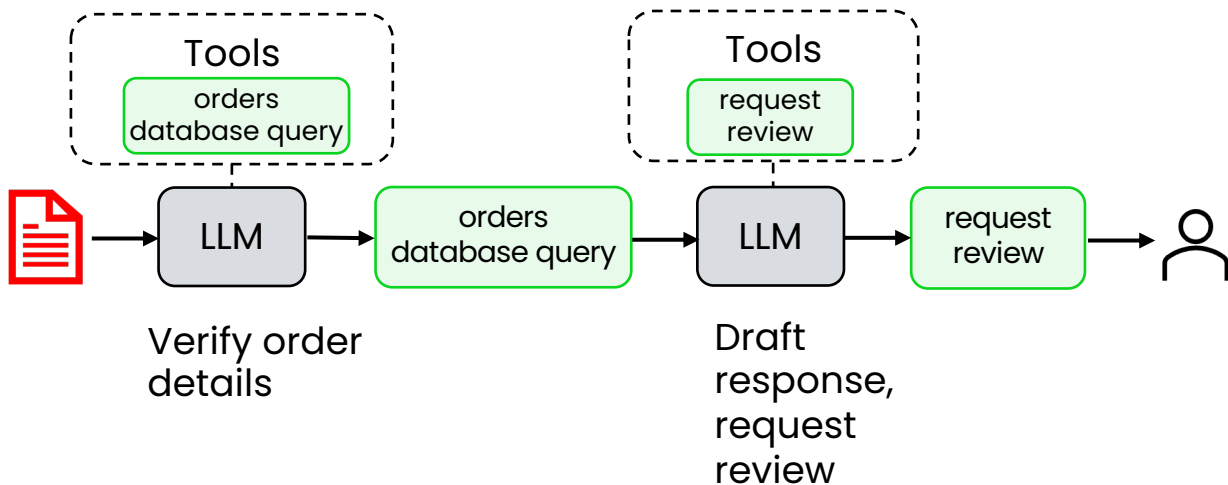 Tools
orders
database query
Tools
request
review
LLM
orders
database query
LLM
request
review
Verify order
details
Draft
response,
request
review